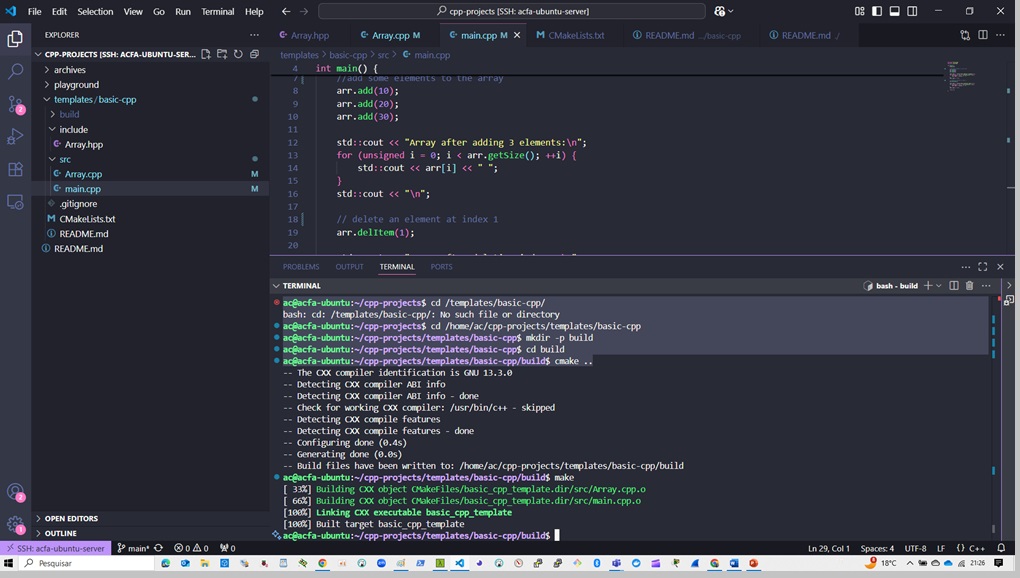 File Edit Selection View Go Run Terminal Help
cpp-projects [SSH: acfa-ubuntu-server]
EXPLORER
CPP-PROJECTS [SSH: ACFA-UBUNTU-SER...
archives
playground
templates/basic-cpp
build
include
Array.hpp
src
Array.cpp M
main.cpp M
.gitignore
CMakeLists.txt
README.md
README.md
OPEN EDITORS
OUTLINE
Array.hpp Array.cpp M main.cpp M CMakeLists.txt README.md .../basic-cpp README.md ./
templates > basic-cpp > src > main.cpp
4 int main() {
7 //add some elements to the array
8 arr.add(10);
9 arr.add(20);
10 arr.add(30);
11
12 std::cout << "Array after adding 3 elements:\n";
13 for (unsigned i = 0; i < arr.getSize(); ++i) {
14 std::cout << arr[i] << " ";
15 }
16 std::cout << "\n";
17
18 // delete an element at index 1
19 arr.delItem(1);
20
PROBLEMS OUTPUT TERMINAL PORTS
TERMINAL
bash - build
ac@acfa-ubuntu:~/cpp-projects$ cd /templates/basic-cpp/
bash: cd: /templates/basic-cpp/: No such file or directory
ac@acfa-ubuntu:~/cpp-projects$ cd /home/ac/cpp-projects/templates/basic-cpp
ac@acfa-ubuntu:~/cpp-projects/templates/basic-cpp$ mkdir -p build
ac@acfa-ubuntu:~/cpp-projects/templates/basic-cpp$ cd build
ac@acfa-ubuntu:~/cpp-projects/templates/basic-cpp/build$ cmake ..
-- The CXX compiler identification is GNU 13.3.0
-- Detecting CXX compiler ABI info
-- Detecting CXX compiler ABI info - done
-- Check for working CXX compiler: /usr/bin/c++ - skipped
-- Detecting CXX compile features
-- Detecting CXX compile features - done
-- Configuring done (0.4s)
-- Generating done (0.0s)
-- Build files have been written to: /home/ac/cpp-projects/templates/basic-cpp/build
ac@acfa-ubuntu:~/cpp-projects/templates/basic-cpp/build$ make
[ 33%] Building CXX object CMakeFiles/basic_cpp_template.dir/src/Array.cpp.o
[ 66%] Building CXX object CMakeFiles/basic_cpp_template.dir/src/main.cpp.o
[100%] Linking CXX executable basic_cpp_template
[100%] Built target basic_cpp_template
ac@acfa-ubuntu:~/cpp-projects/templates/basic-cpp/build$
SSH: acfa-ubuntu-server main* 0 0 0 Ln 29, Col 1 Spaces: 4 UTF-8 LF {} C++
Pesquisar 18°C 21:26